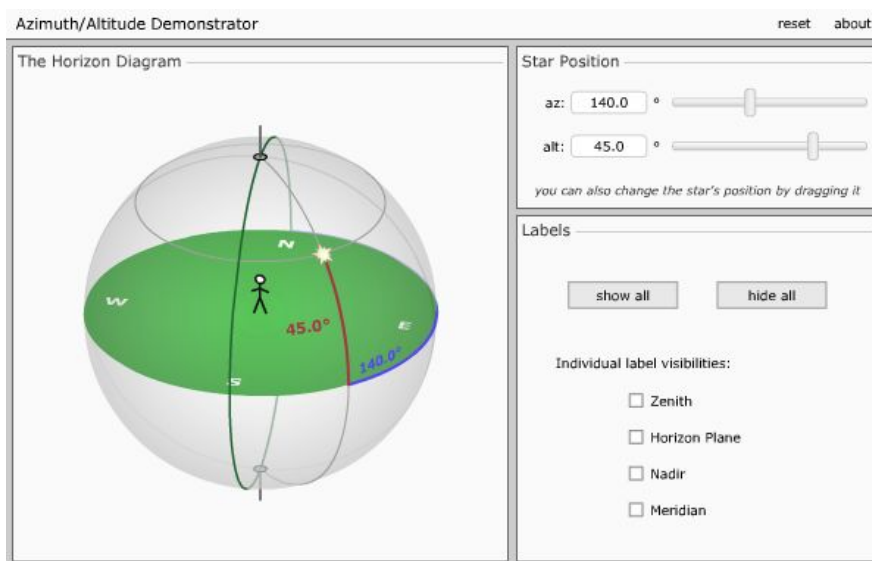 Azimuth/Altitude Demonstrator
reset about
The Horizon Diagram
N
W
E
S
45.0°
140.0°
Star Position
az: 140.0 °
alt: 45.0 °
you can also change the star's position by dragging it
Labels
show all hide all
Individual label visibilities:
Zenith
Horizon Plane
Nadir
Meridian